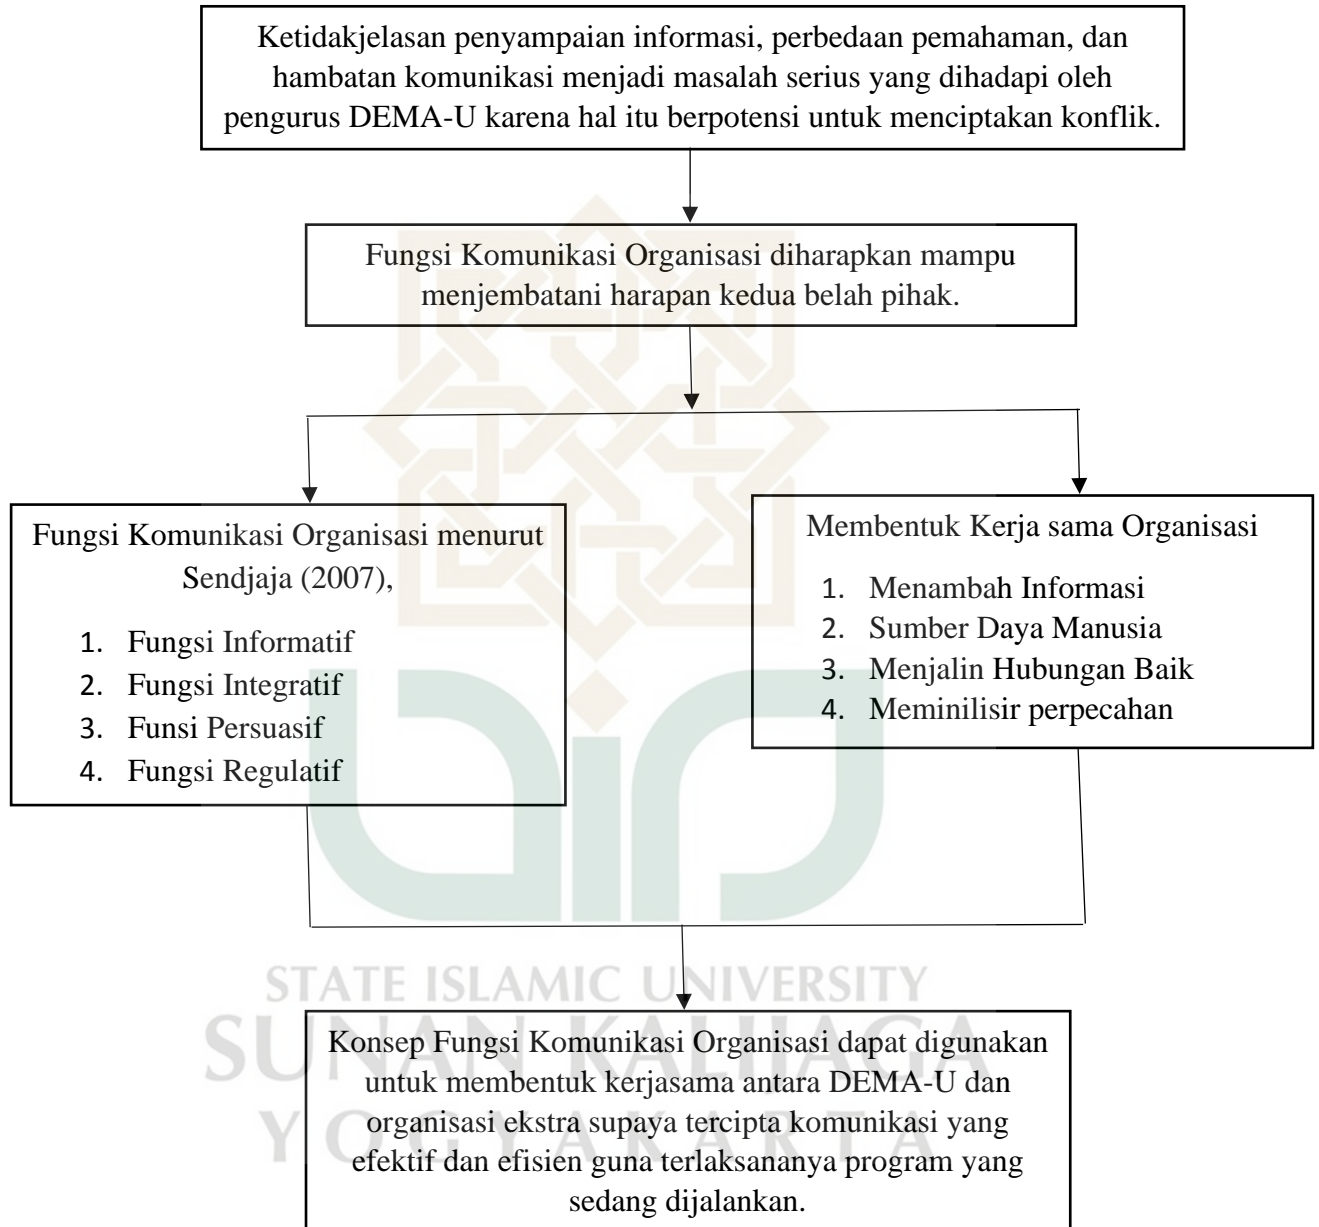 Ketidakjelasan penyampaian informasi, perbedaan pemahaman, dan
hambatan komunikasi menjadi masalah serius yang dihadapi oleh
pengurus DEMA-U karena hal itu berpotensi untuk menciptakan konflik.
Fungsi Komunikasi Organisasi diharapkan mampu
menjembatani harapan kedua belah pihak.
Fungsi Komunikasi Organisasi menurut
Sendjaja (2007),
1. Fungsi Informatif
2. Fungsi Integratif
3. Funsi Persuasif
4. Fungsi Regulatif
Membentuk Kerja sama Organisasi
1. Menambah Informasi
2. Sumber Daya Manusia
3. Menjalin Hubungan Baik
4. Meminilisir perpecahan
STATE ISLAMIC UNIVERSITY
SUNAN KALIJAGA
YOGYAKARTA
Konsep Fungsi Komunikasi Organisasi dapat digunakan
untuk membentuk kerjasama antara DEMA-U dan
organisasi ekstra supaya tercipta komunikasi yang
efektif dan efisien guna terlaksananya program yang
sedang dijalankan.